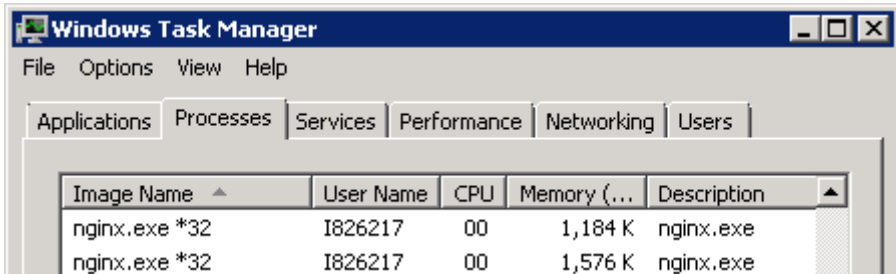 Windows Task Manager
File Options View Help
Applications Processes Services Performance Networking Users
Image Name User Name CPU Memory (... Description
nginx.exe *32 I826217 00 1,184 K nginx.exe
nginx.exe *32 I826217 00 1,576 K nginx.exe